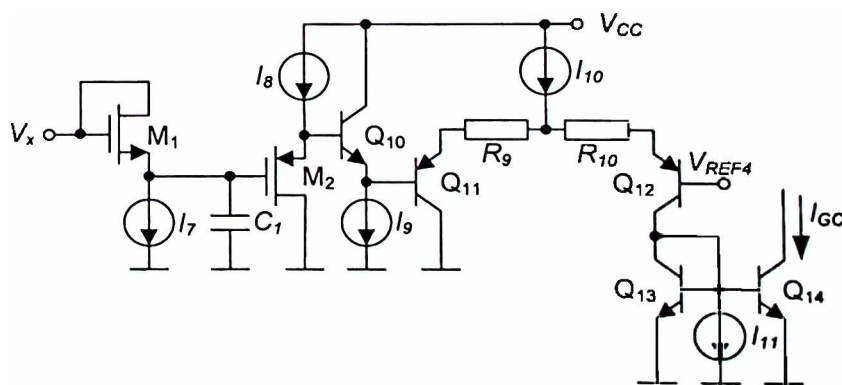 V_CC
I_8
I_10
V_x
M_1
Q_10
R_9
R_10
M_2
Q_11
Q_12
V_REF4
I_7
C_1
I_9
I_GC
Q_13
Q_14
I_11